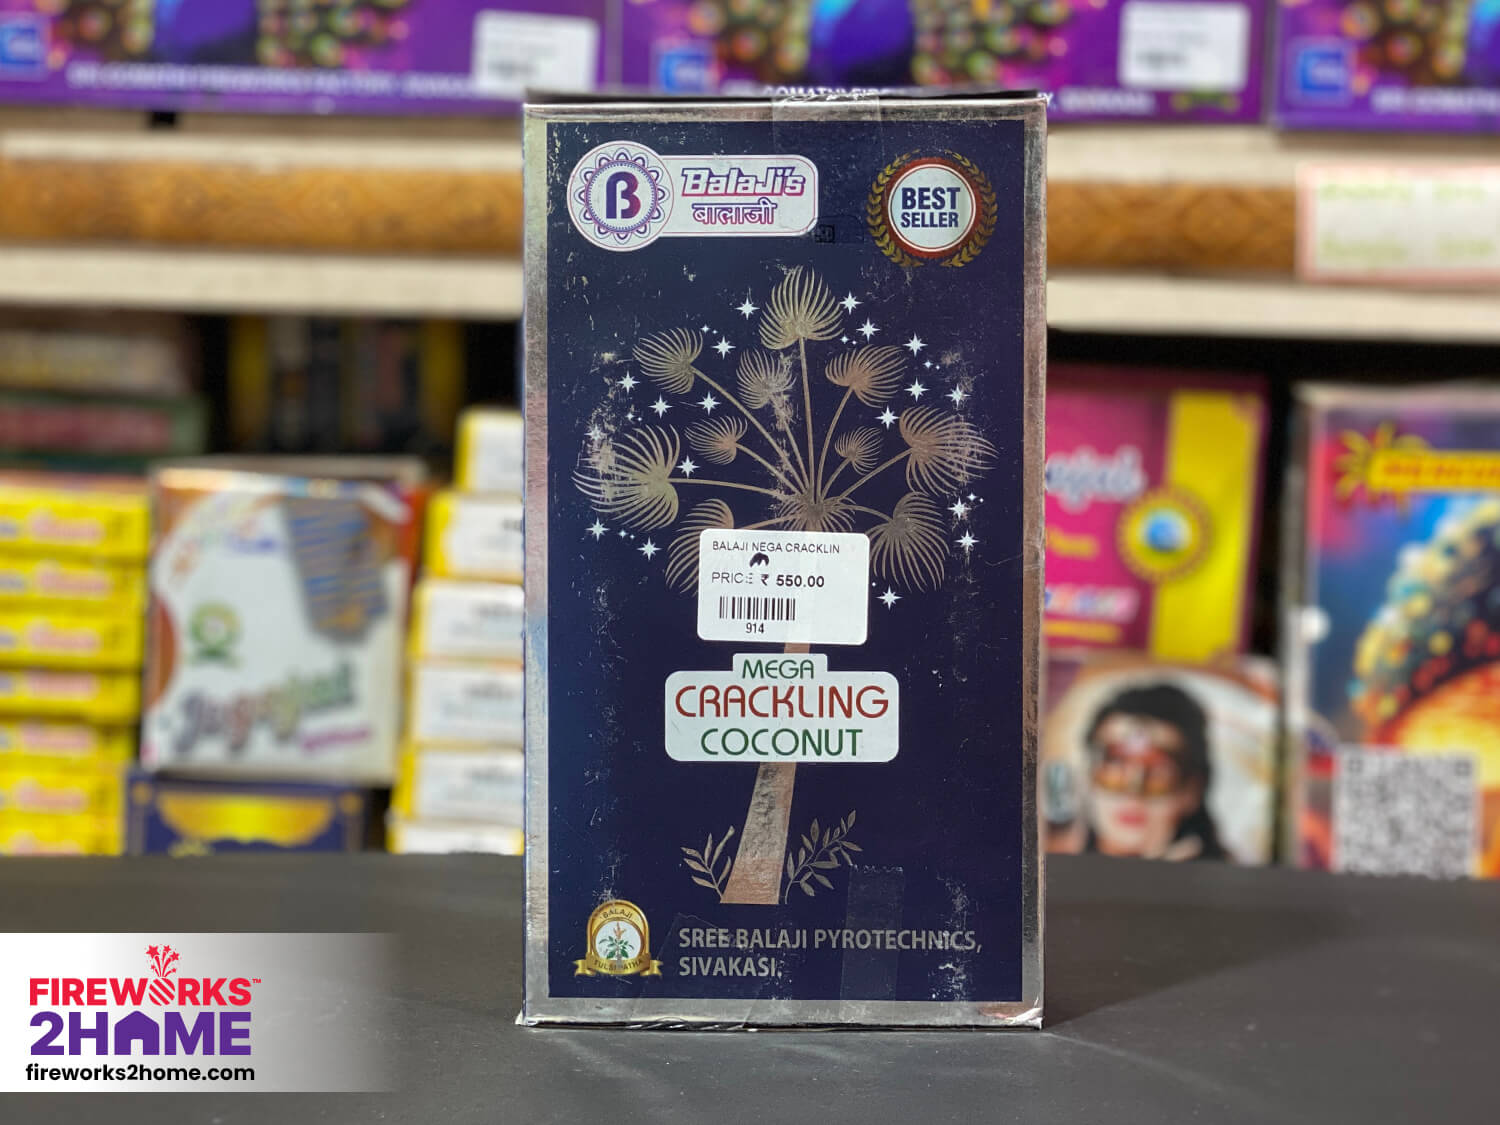 Balaji's
बालाजी
BEST
SELLER
BALAJI NEGA CRACKLIN
PRICE ₹ 550.00
914
MEGA
CRACKLING
COCONUT
BALAJI
SREE BALAJI PYROTECHNICS,
SIVAKASI.
FIREWORKS™
2HOME
fireworks2home.com